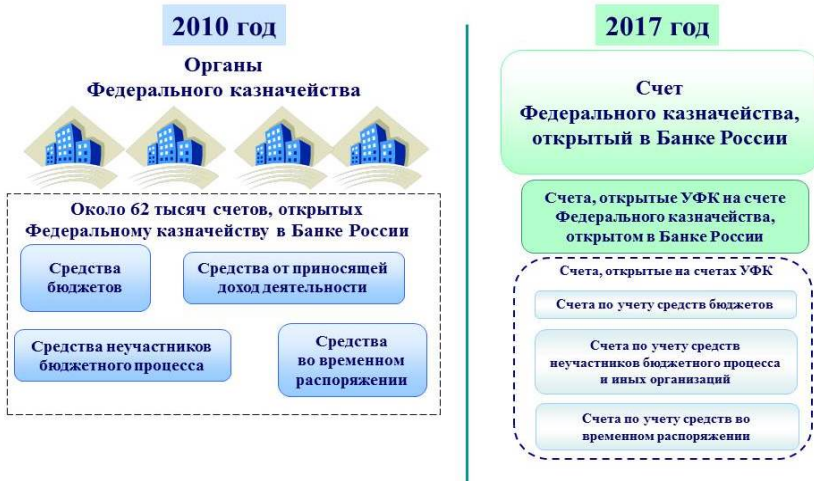 2010 год
Органы
Федерального казначейства
Около 62 тысяч счетов, открытых
Федеральному казначейству в Банке России
Средства
бюджетов
Средства от приносящей
доход деятельности
Средства неучастников
бюджетного процесса
Средства
во временном
распоряжении
2017 год
Счет
Федерального казначейства,
открытый в Банке России
Счета, открытые УФК на счете
Федерального казначейства,
открытом в Банке России
Счета, открытые на счетах УФК
Счета по учету средств бюджетов
Счета по учету средств
неучастников бюджетного процесса
и иных организаций
Счета по учету средств во
временном распоряжении